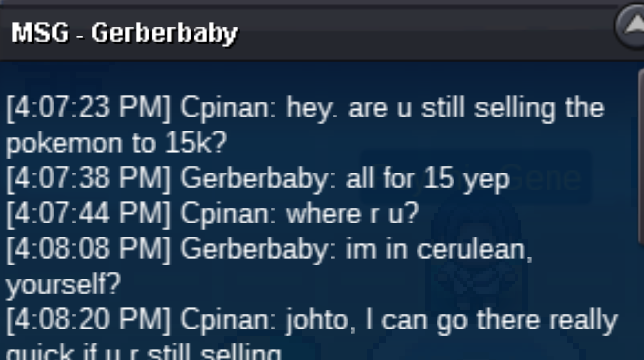 MSG - Gerberbaby
[4:07:23 PM] Cpinan: hey. are u still selling the
pokemon to 15k?
[4:07:38 PM] Gerberbaby: all for 15 yep
[4:07:44 PM] Cpinan: where r u?
[4:08:08 PM] Gerberbaby: im in cerulean,
yourself?
[4:08:20 PM] Cpinan: johto, I can go there really
quick if u r still selling